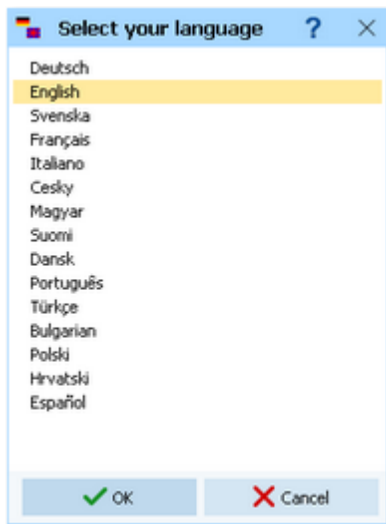 Select your language ?
Deutsch
English
Svenska
Français
Italiano
Cesky
Magyar
Suomi
Dansk
Português
Türkçe
Bulgarian
Polski
Hrvatski
Español
OK Cancel